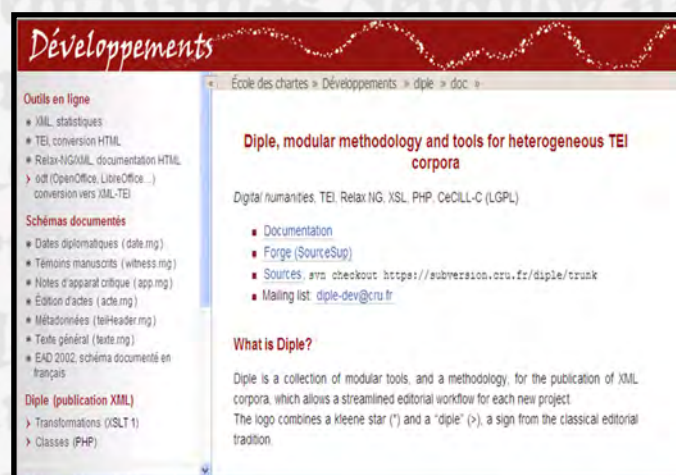 Développements
« École des chartes » Développements » diple » doc »
Outils en ligne
XML, statistiques
TEI, conversion HTML
Relax-NG/XML, documentation HTML
odt (OpenOffice, LibreOffice...)
conversion vers XML-TEI
Schémas documentés
Dates diplomatiques (date.rng)
Témoins manuscrits (witness.rng)
Notes d'apparat critique (app.rng)
Édition d'actes (acte.rng)
Métadonnées (teiHeader.rng)
Texte général (texte.rng)
EAD 2002, schéma documenté en
français
Diple (publication XML)
Transformations (XSLT 1)
Classes (PHP)
Diple, modular methodology and tools for heterogeneous TEI
corpora
Digital humanities, TEI, Relax NG, XSL, PHP, CeCILL-C (LGPL)
Documentation
Forge (SourceSup)
Sources, svn checkout https://subversion.cru.fr/diple/trunk
Mailing list: diple-dev@cru.fr
What is Diple?
Diple is a collection of modular tools, and a methodology, for the publication of XML
corpora, which allows a streamlined editorial workflow for each new project.
The logo combines a kleene star (*) and a "diple" (>), a sign from the classical editorial
tradition.